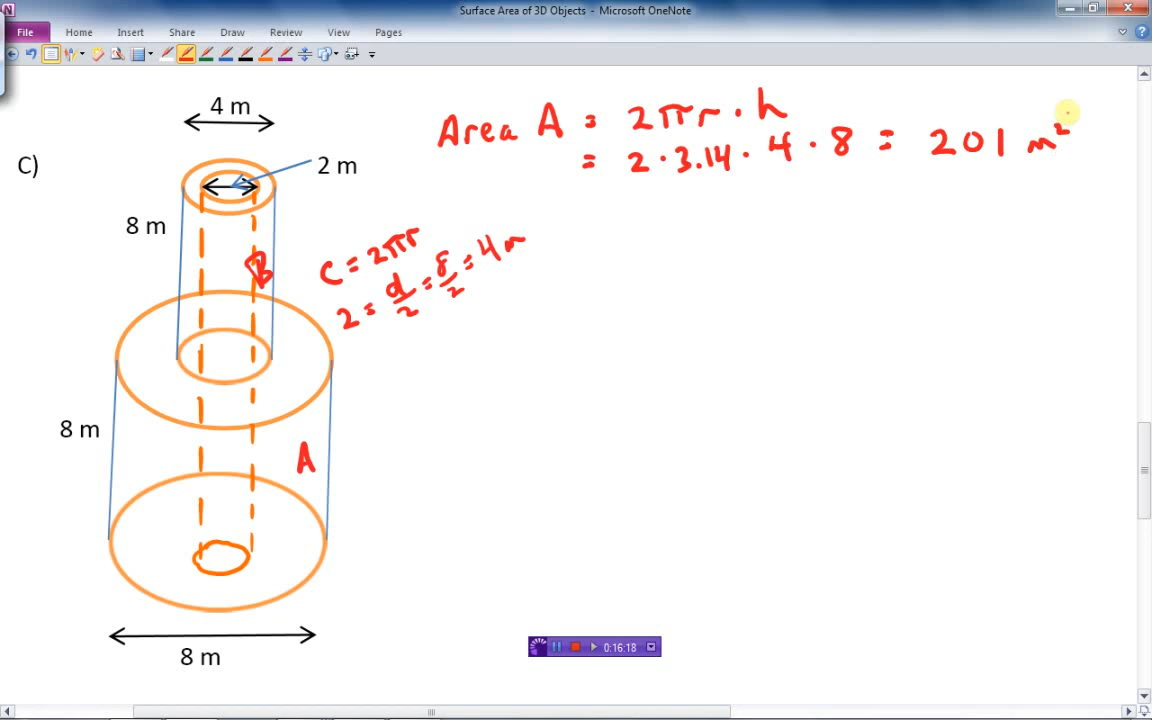 Surface Area of 3D Objects - Microsoft OneNote
File Home Insert Share Draw Review View Pages
4 m
Area A = 2πr · h
= 2 · 3.14 · 4 · 8 = 201 m²
C)
2 m
8 m
B
C = 2πr
2 = d/2 = 8/2 = 4m
8 m
A
8 m
0:16:18